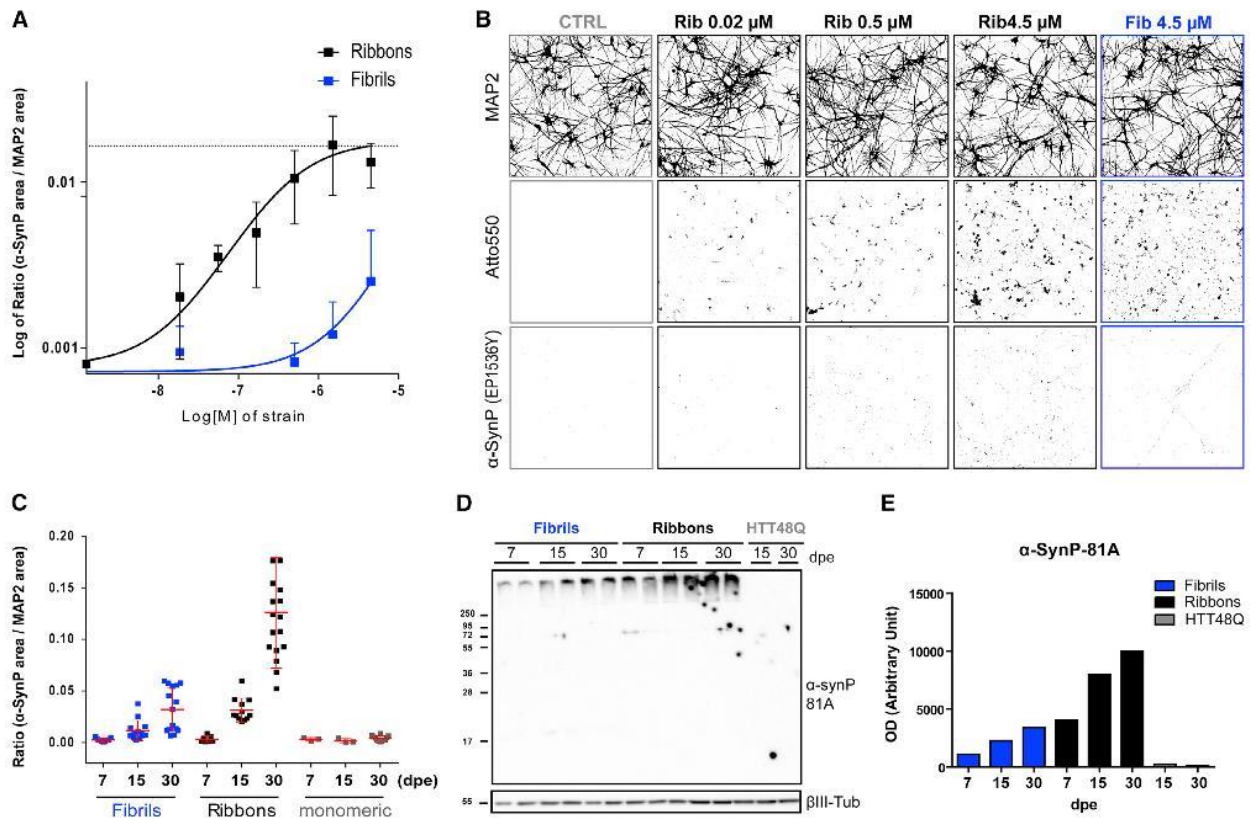 A
Ribbons
Fibrils
Log of Ratio (α-SynP area / MAP2 area)
0.01
0.001
-8 -7 -6 -5
Log[M] of strain
B
CTRL Rib 0.02 µM Rib 0.5 µM Rib4.5 µM Fib 4.5 µM
MAP2
Atto550
α-SynP (EP1536Y)
C
Ratio (α-SynP area / MAP2 area)
0.20
0.15
0.10
0.05
0.00
7 15 30 7 15 30 7 15 30 (dpe)
Fibrils Ribbons monomeric
D
Fibrils Ribbons HTT48Q
7 15 30 7 15 30 15 30 dpe
250
95
72
55
36
28
17
α-synP
81A
55
βIII-Tub
E
α-SynP-81A
Fibrils
Ribbons
HTT48Q
OD (Arbitrary Unit)
15000
10000
5000
0
7 15 30 7 15 30 15 30
dpe